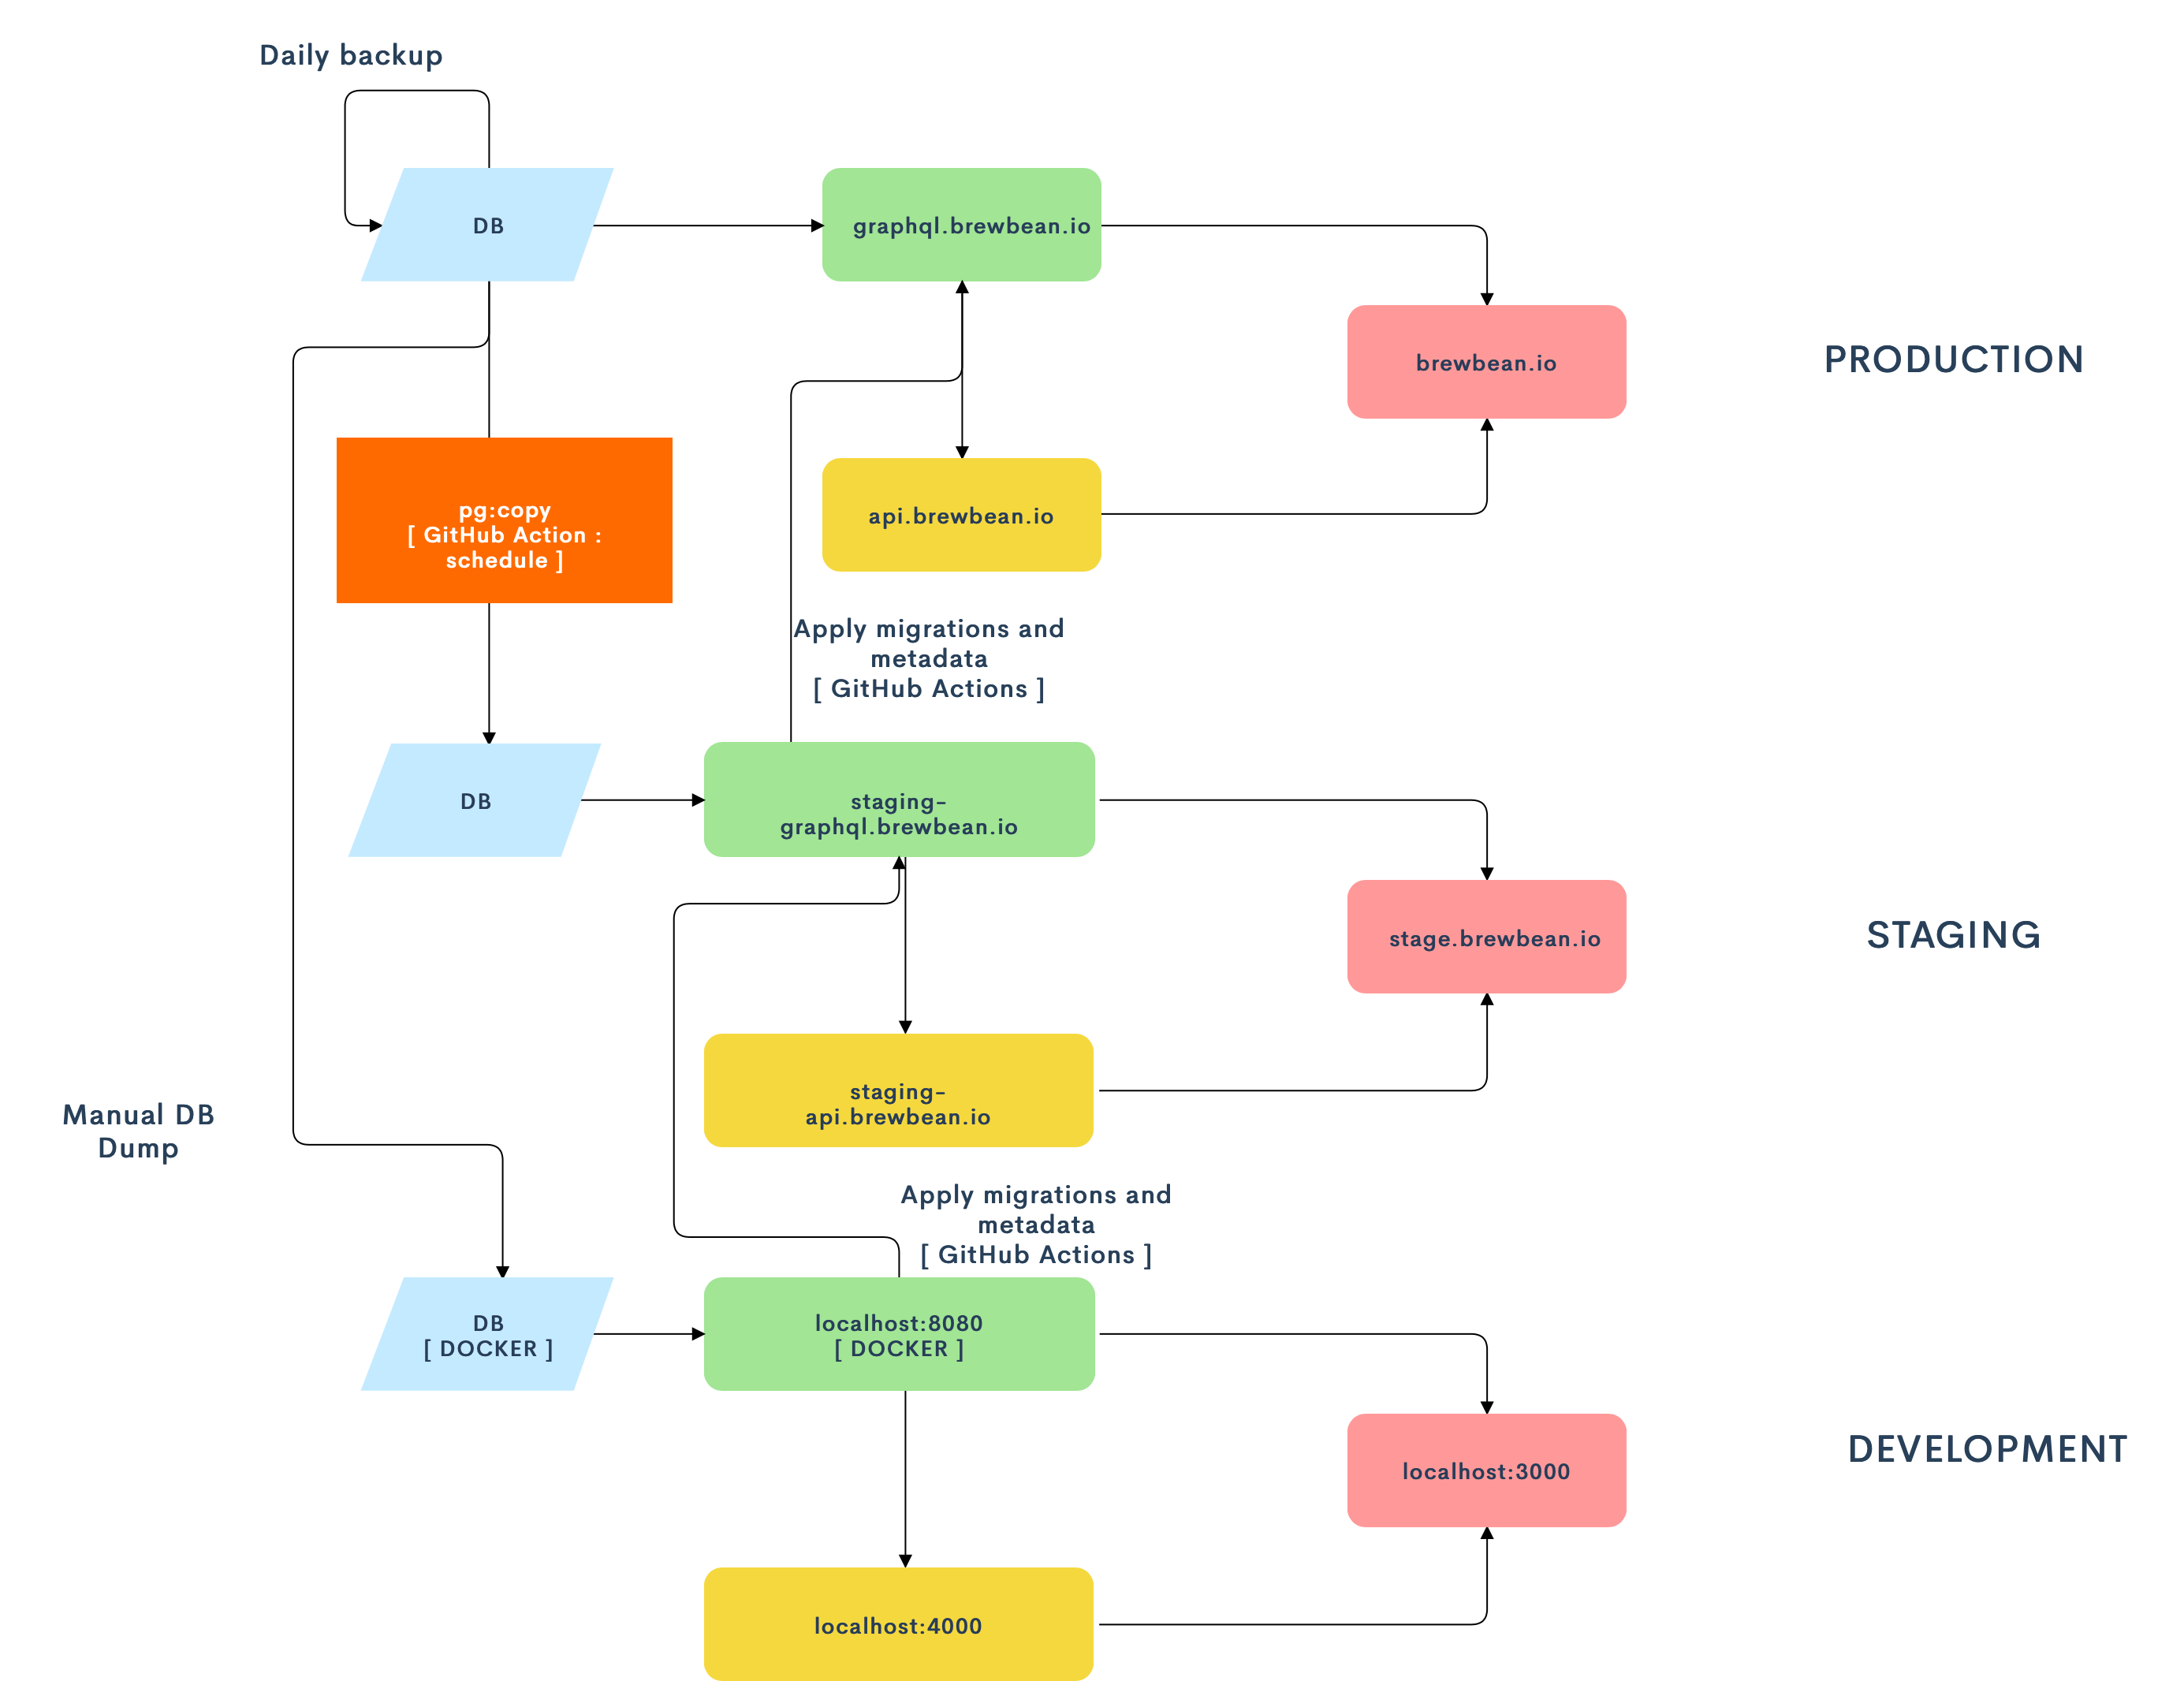 Daily backup
DB
graphql.brewbean.io
brewbean.io
PRODUCTION
pg:copy
[ GitHub Action :
schedule ]
api.brewbean.io
Apply migrations and
metadata
[ GitHub Actions ]
DB
staging-
graphql.brewbean.io
stage.brewbean.io
STAGING
staging-
api.brewbean.io
Manual DB
Dump
Apply migrations and
metadata
[ GitHub Actions ]
DB
[ DOCKER ]
localhost:8080
[ DOCKER ]
localhost:3000
DEVELOPMENT
localhost:4000